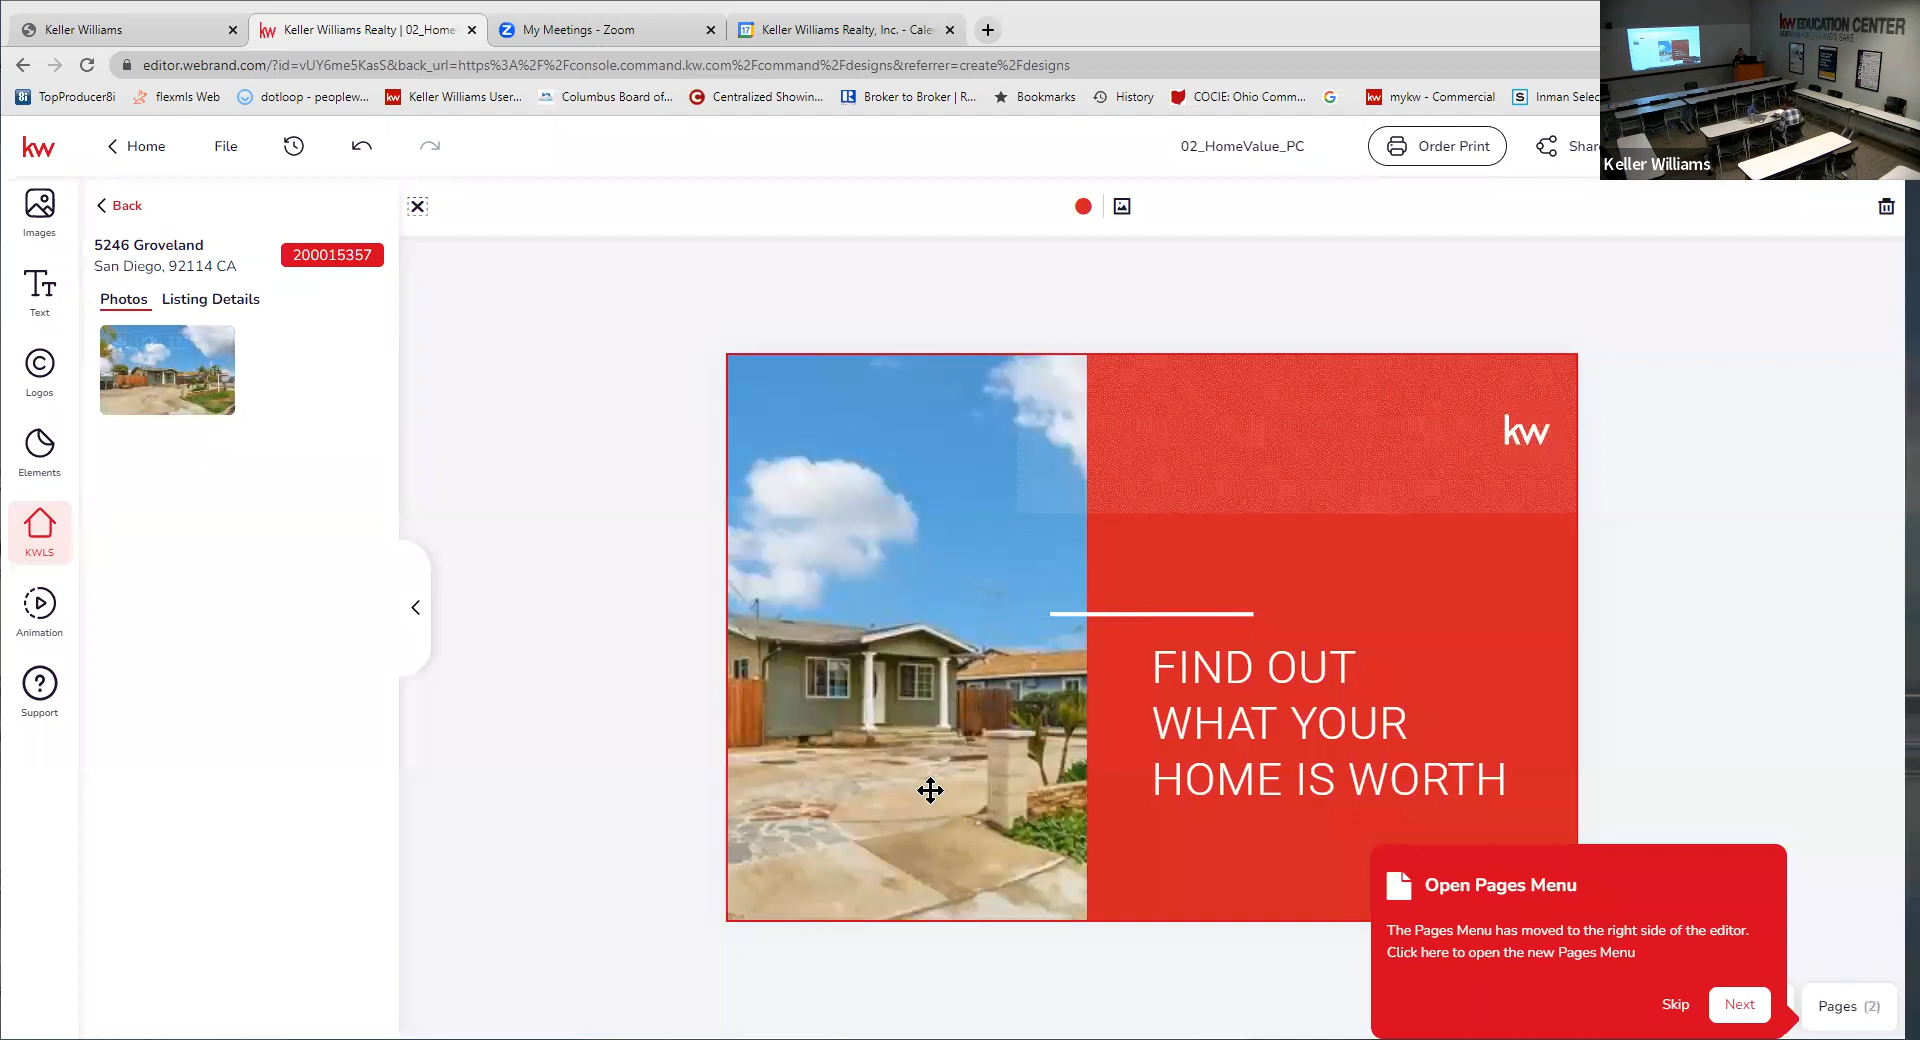 Keller Williams
kw Keller Williams Realty | 02_Home
Z My Meetings - Zoom
17 Keller Williams Realty, Inc. - Cale
editor.webrand.com/?id=vUY6me5KasS&back_url=https%3A%2F%2Fconsole.command.kw.com%2Fcommand%2Fdesigns&referrer=create%2Fdesigns
8i TopProducer8i
flexmls Web
dotloop - peoplew...
kw Keller Williams User...
Columbus Board of...
Centralized Showin...
Broker to Broker | R...
Bookmarks
History
COCIE: Ohio Comm...
G
kw mykw - Commercial
S Inman Selec
kw EDUCATION CENTER
Keller Williams
kw
Home
File
02_HomeValue_PC
Order Print
Shar
Images
Text
Logos
Elements
KWLS
Animation
Support
Back
5246 Groveland
San Diego, 92114 CA
200015357
Photos
Listing Details
kw
FIND OUT
WHAT YOUR
HOME IS WORTH
Open Pages Menu
The Pages Menu has moved to the right side of the editor.
Click here to open the new Pages Menu
Skip
Next
Pages (2)